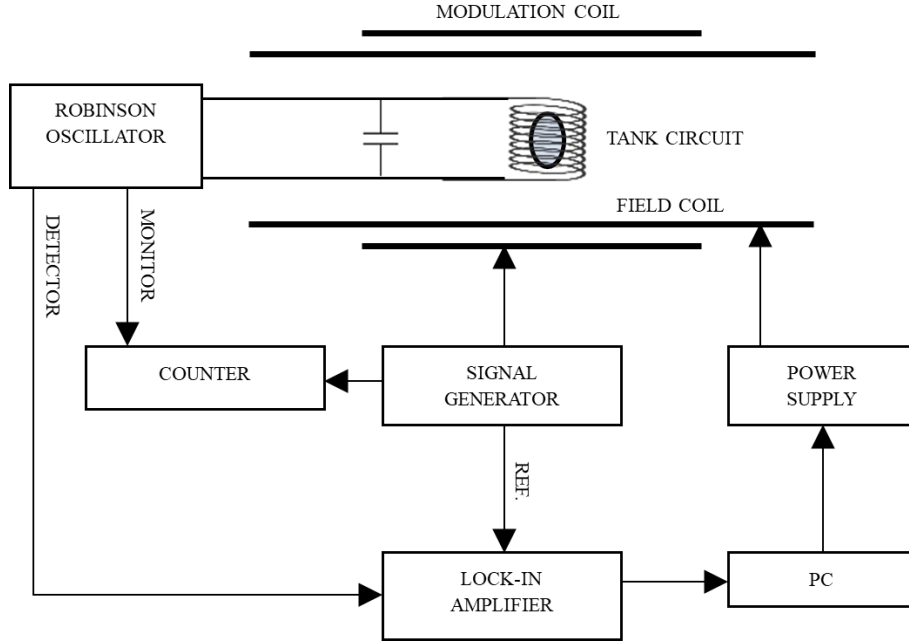 MODULATION COIL
ROBINSON
OSCILLATOR
TANK CIRCUIT
FIELD COIL
DETECTOR
MONITOR
COUNTER
SIGNAL
GENERATOR
POWER
SUPPLY
REF.
LOCK-IN
AMPLIFIER
PC